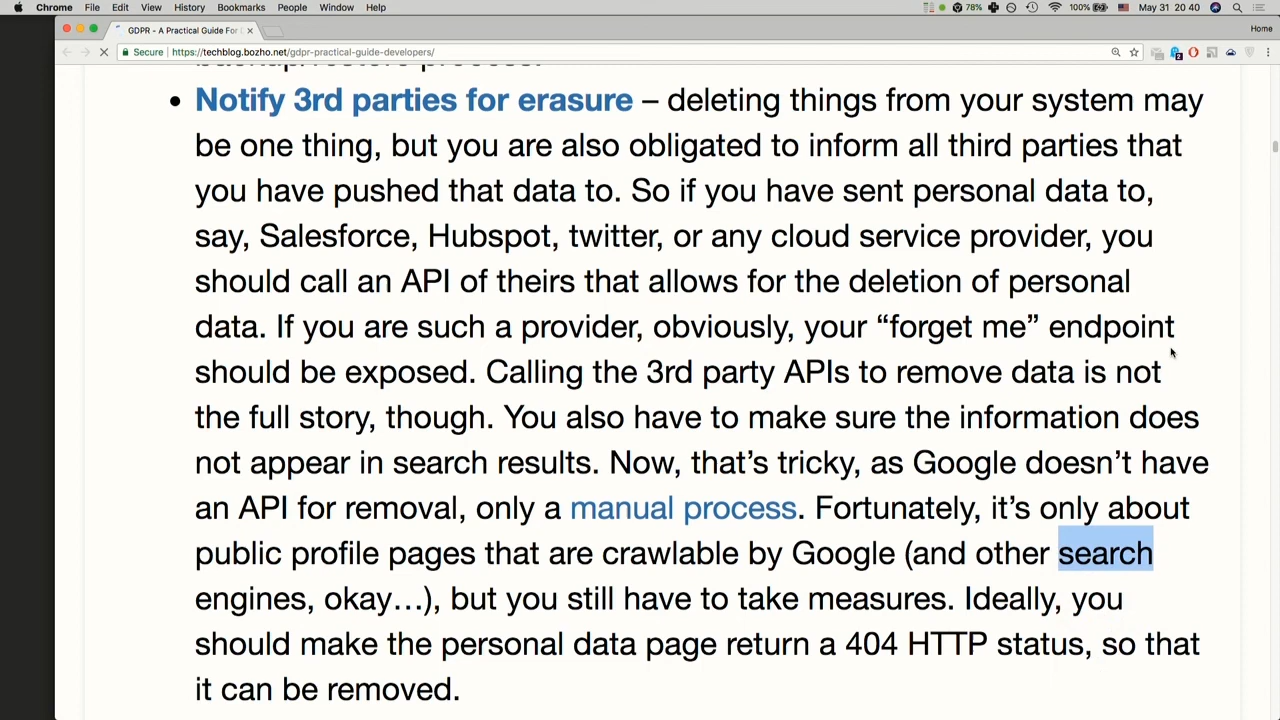 Chrome File Edit View History Bookmarks People Window Help 78% 100% May 31 20 40
GDPR - A Practical Guide For D Home
Secure https://techblog.bozho.net/gdpr-practical-guide-developers/
backup/restore process.
• Notify 3rd parties for erasure – deleting things from your system may
be one thing, but you are also obligated to inform all third parties that
you have pushed that data to. So if you have sent personal data to,
say, Salesforce, Hubspot, twitter, or any cloud service provider, you
should call an API of theirs that allows for the deletion of personal
data. If you are such a provider, obviously, your “forget me” endpoint
should be exposed. Calling the 3rd party APIs to remove data is not
the full story, though. You also have to make sure the information does
not appear in search results. Now, that’s tricky, as Google doesn’t have
an API for removal, only a manual process. Fortunately, it’s only about
public profile pages that are crawlable by Google (and other search
engines, okay…), but you still have to take measures. Ideally, you
should make the personal data page return a 404 HTTP status, so that
it can be removed.